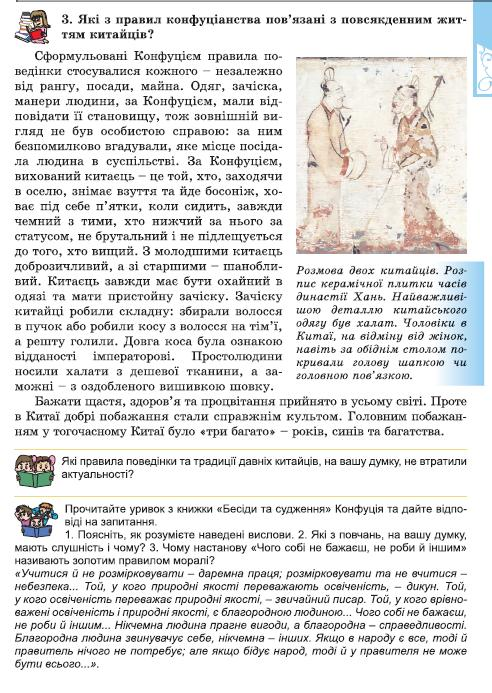 3. Які з правил конфуціанства пов'язані з повсякденним жит-
тям китайців?
Сформульовані Конфуцієм правила по-
ведінки стосувалися кожного – незалежно
від рангу, посади, майна. Одяг, зачіска,
манери людини, за Конфуцієм, мали від-
повідати її становищу, тож зовнішній ви-
гляд не був особистою справою: за ним
безпомилково вгадували, яке місце посіда-
ла людина в суспільстві. За Конфуцієм,
вихований китаєць – це той, хто, заходячи
в оселю, знімає взуття та йде босоніж, хо-
ває під себе п'ятки, коли сидить, завжди
чемний з тими, хто нижчий за нього за
статусом, не брутальний і не підлещується
до того, хто вищий. З молодшими китаєць
доброзичливий, а зі старшими – шанобли-
вий. Китаєць завжди має бути охайний в
одязі та мати пристойну зачіску. Зачіску
китайці робили складну: збирали волосся
в пучок або робили косу з волосся на тім'ї,
а решту голили. Довга коса була ознакою
відданості імператорові. Простолюдини
носили халати з дешевої тканини, а за-
можні – з оздобленого вишивкою шовку.
Розмова двох китайців. Роз-
пис керамічної плитки часів
династії Хань. Найважливі-
шою деталлю китайського
одягу був халат. Чоловіки в
Китаї, на відміну від жінок,
навіть за обіднім столом по-
кривали голову шапкою чи
головною пов'язкою.
Бажати щастя, здоров'я та процвітання прийнято в усьому світі. Проте
в Китаї добрі побажання стали справжнім культом. Головним побажан-
ням у тогочасному Китаї було «три багато» – років, синів та багатства.
Які правила поведінки та традиції давніх китайців, на вашу думку, не втратили
актуальності?
Прочитайте уривок з книжки «Бесіди та судження» Конфуція та дайте відпо-
віді на запитання.
1. Поясніть, як розумієте наведені вислови. 2. Які з повчань, на вашу думку,
мають слушність і чому? 3. Чому настанову «Чого собі не бажаєш, не роби й іншим»
називають золотим правилом моралі?
«Учитися й не розмірковувати – даремна праця; розмірковувати та не вчитися –
небезпека... Той, у кого природні якості переважають освіченість, – дикун. Той,
у кого освіченість переважає природні якості, – звичайний писар. Той, у кого врівно-
важені освіченість і природні якості, є благородною людиною... Чого собі не бажаєш,
не роби й іншим... Нікчемна людина прагне вигоди, а благородна – справедливості.
Благородна людина звинувачує себе, нікчемна – інших. Якщо в народу є все, тоді й
правитель нічого не потребує; але якщо бідує народ, тоді й у правителя не може
бути всього...».